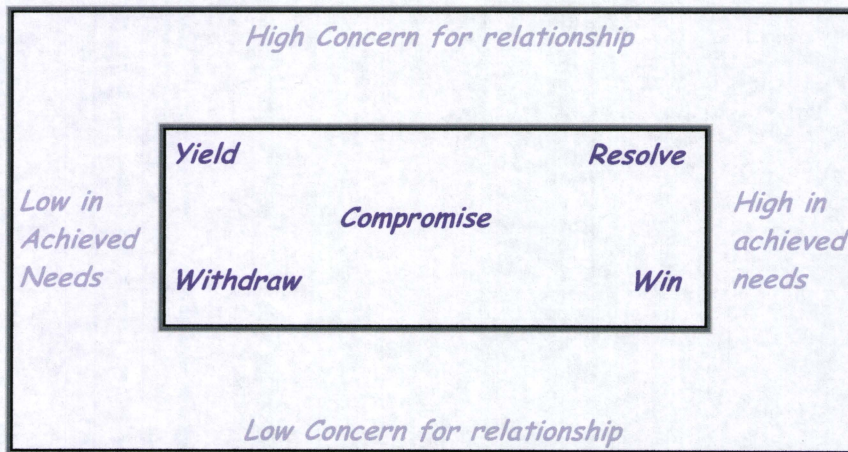 High Concern for relationship
Yield
Resolve
Low in
Achieved
Needs
Compromise
High in
achieved
needs
Withdraw
Win
Low Concern for relationship